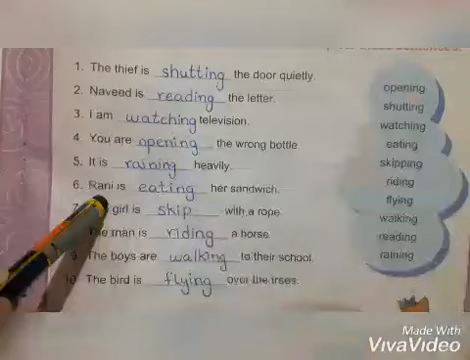 1. The thief is shutting the door quietly.
2. Naveed is reading the letter.
3. I am watching television.
4. You are opening the wrong bottle
5. It is raining heavily.
6. Rani is eating her sandwich.
girl is skip with a rope.
man is riding a horse
The boys are walking to their school.
The bird is flying over the trees.
opening
shutting
watching
eating
skipping
riding
flying
walking
reading
raining
Made With
VivaVideo